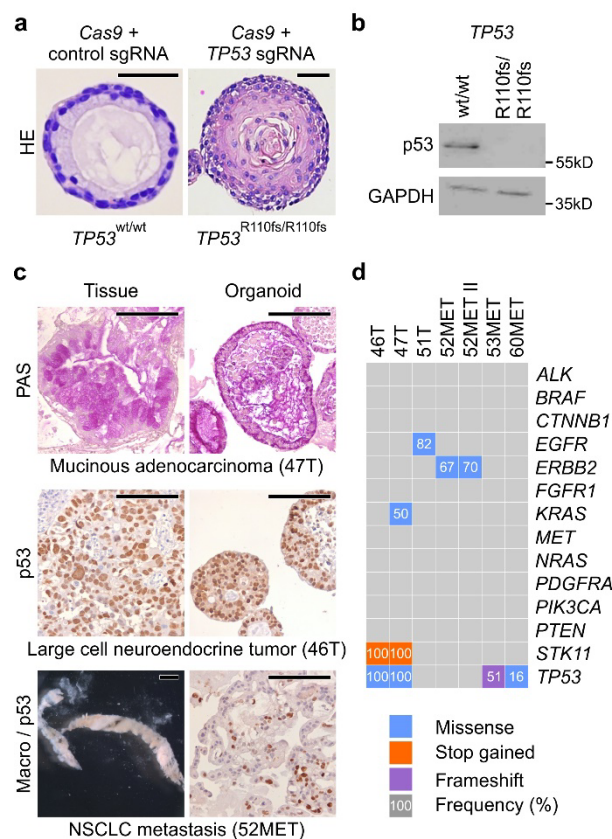 a
Cas9 +
control sgRNA
Cas9 +
TP53 sgRNA
HE
TP53wt/wt
TP53R110fs/R110fs
b
TP53
wt/wt
R110fs/
R110fs
p53
-55kD
GAPDH
-35kD
c
Tissue
Organoid
PAS
Mucinous adenocarcinoma (47T)
p53
Large cell neuroendocrine tumor (46T)
Macro / p53
NSCLC metastasis (52MET)
d
46T
47T
51T
52MET
52MET II
53MET
60MET
ALK
BRAF
CTNNB1
82 EGFR
67 70 ERBB2
FGFR1
50 KRAS
MET
NRAS
PDGFRA
PIK3CA
PTEN
100 100 STK11
100 100 51 16 TP53
Missense
Stop gained
Frameshift
100 Frequency (%)